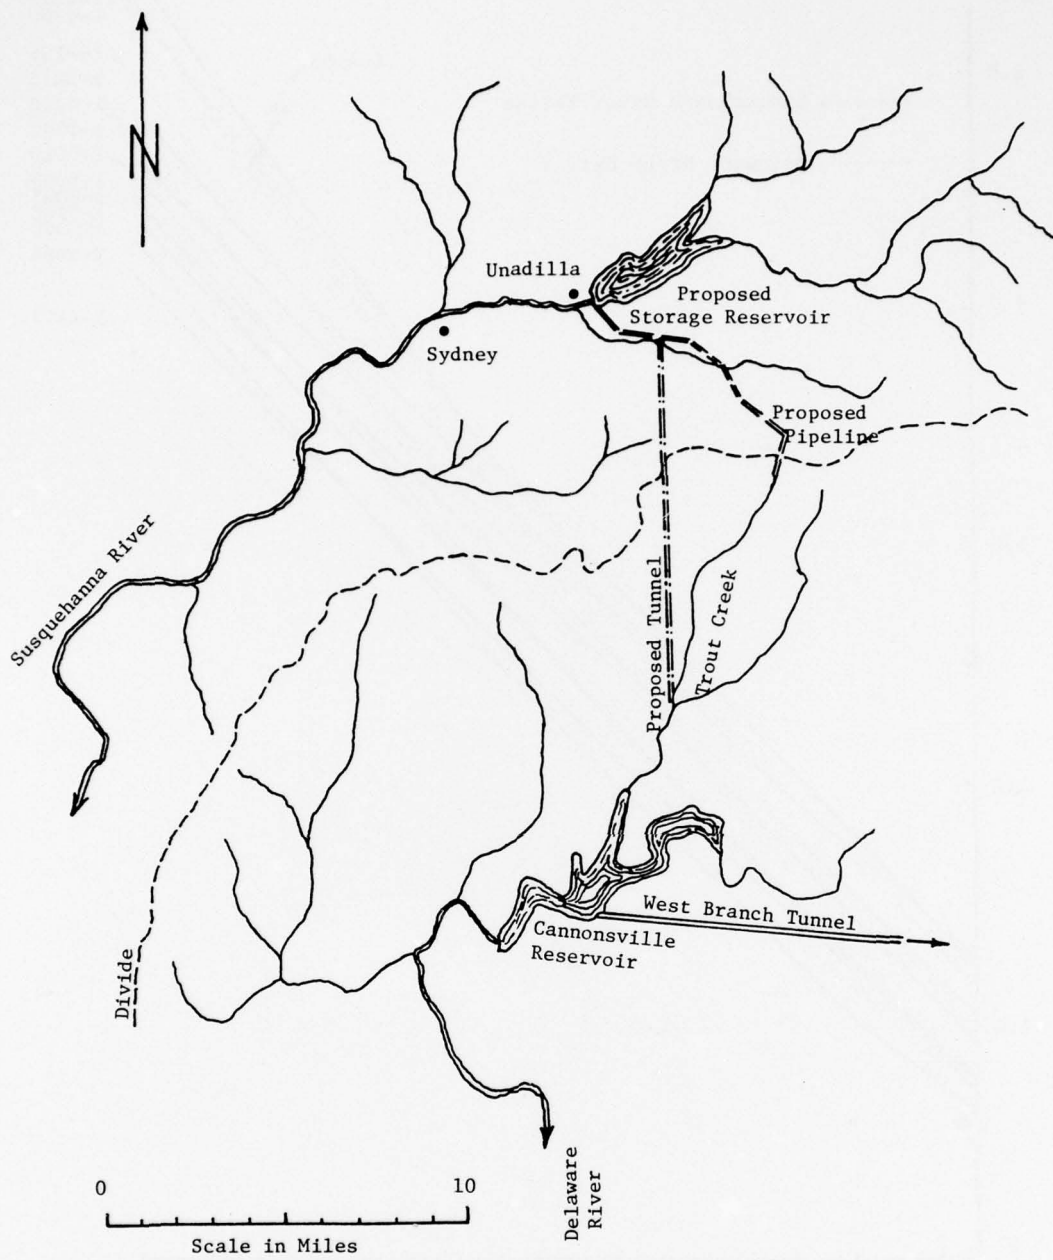 N
Unadilla
Proposed
Storage Reservoir
Sydney
Proposed
Pipeline
Susquehanna River
Proposed Tunnel
Trout Creek
West Branch Tunnel
Cannonsville
Reservoir
Divide
Delaware
River
0 10
Scale in Miles